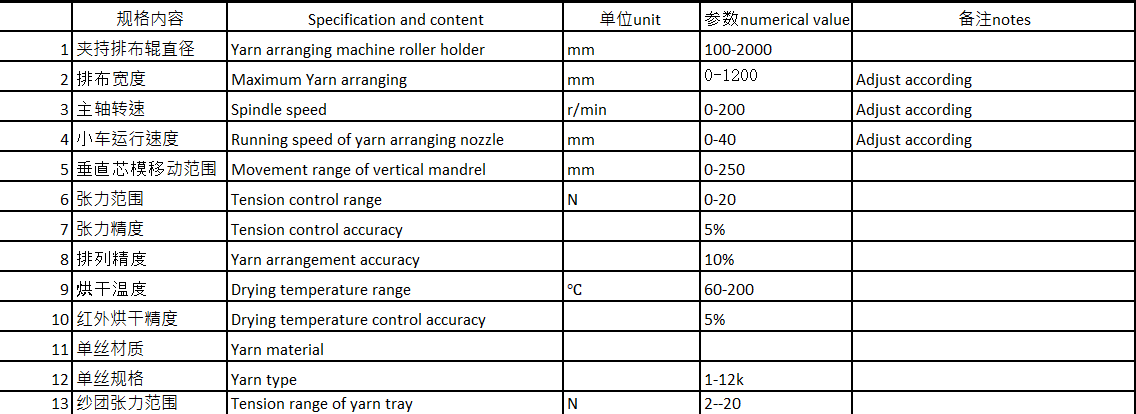 规格内容 Specification and content 单位unit 参数numerical value 备注notes
1 夹持排布辊直径 Yarn arranging machine roller holder mm 100-2000
2 排布宽度 Maximum Yarn arranging mm 0-1200 Adjust according
3 主轴转速 Spindle speed r/min 0-200 Adjust according
4 小车运行速度 Running speed of yarn arranging nozzle mm 0-40 Adjust according
5 垂直芯模移动范围 Movement range of vertical mandrel mm 0-250
6 张力范围 Tension control range N 0-20
7 张力精度 Tension control accuracy 5%
8 排列精度 Yarn arrangement accuracy 10%
9 烘干温度 Drying temperature range ℃ 60-200
10 红外烘干精度 Drying temperature control accuracy 5%
11 单丝材质 Yarn material
12 单丝规格 Yarn type 1-12k
13 纱团张力范围 Tension range of yarn tray N 2--20